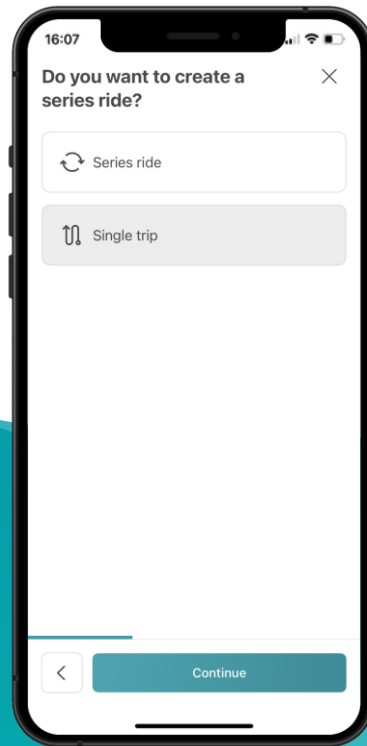 16:07
Do you want to create a
series ride?
Series ride
Single trip
Continue